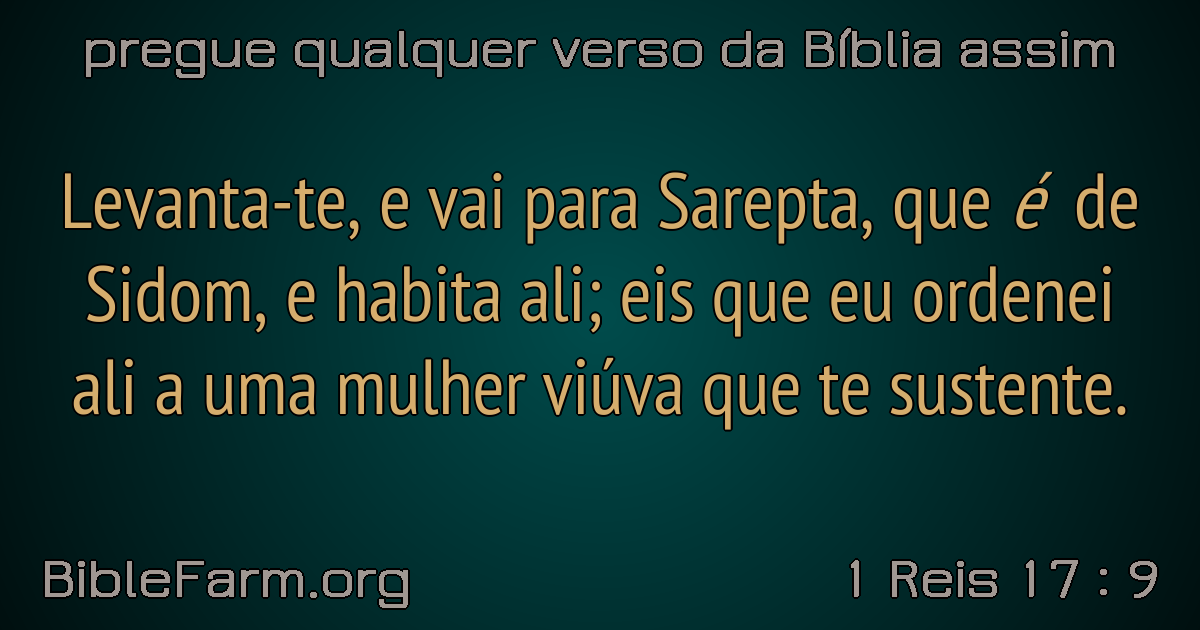 pregue qualquer verso da Bíblia assim
Levanta-te, e vai para Sarepta, que é de
Sidom, e habita ali; eis que eu ordenei
ali a uma mulher viúva que te sustente.
BibleFarm.org
1 Reis 17 : 9